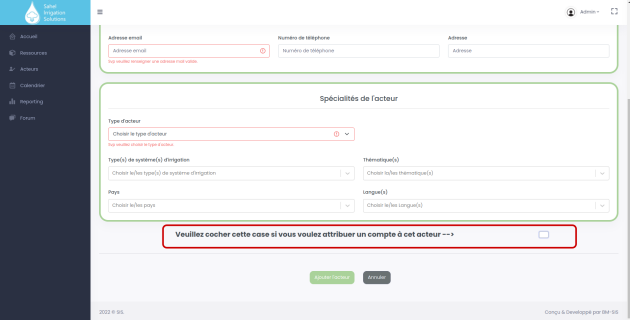 Sahel
Irrigation
Solutions
Admin
Accueil
Ressources
Acteurs
Calendrier
Reporting
Forum
Adresse email
Numéro de téléphone
Adresse
Adresse email
Numéro de téléphone
Adresse
Svp veuillez renseigner une adresse mail valide
Spécialités de l'acteur
Type d'acteur
Choisir le type d'acteur
Svp veuillez choisir le type d'acteur
Type(s) de système(s) d'irrigation
Thématique(s)
Choisir le/les type(s) de système d'irrigation
Choisir la/les thématique(s)
Pays
Langue(s)
Choisir le/les pays
Choisir le/les Langue(s)
Veuillez cocher cette case si vous voulez attribuer un compte à cet acteur -->
Ajouter l'acteur
Annuler
2022 © SIS.
Conçu & Developpé par BM-SIS